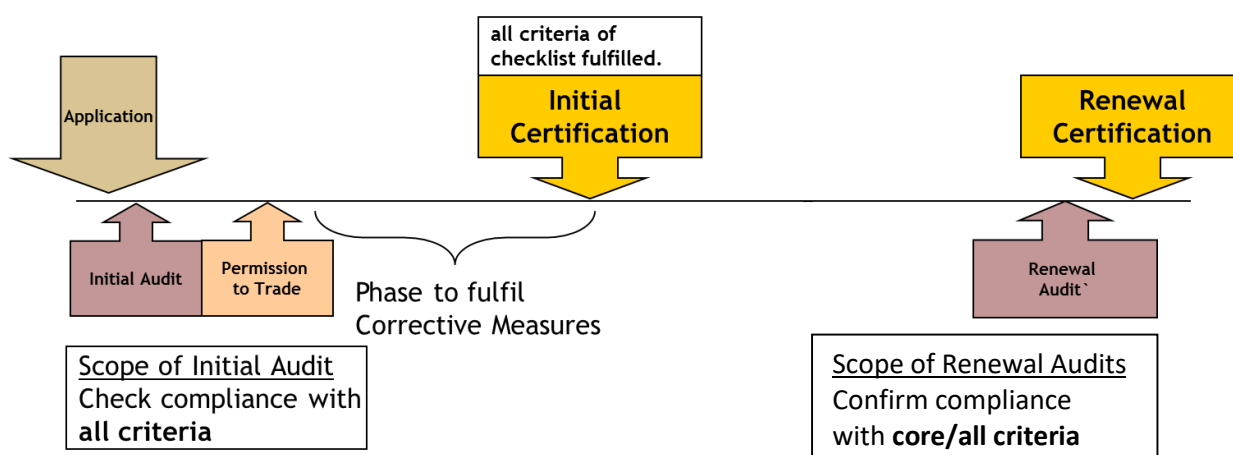 all criteria of
checklist fulfilled.
Initial
Certification
Renewal
Certification
Application
Initial Audit
Permission
to Trade
Renewal
Audit`
Phase to fulfil
Corrective Measures
Scope of Initial Audit
Check compliance with
all criteria
Scope of Renewal Audits
Confirm compliance
with core/all criteria